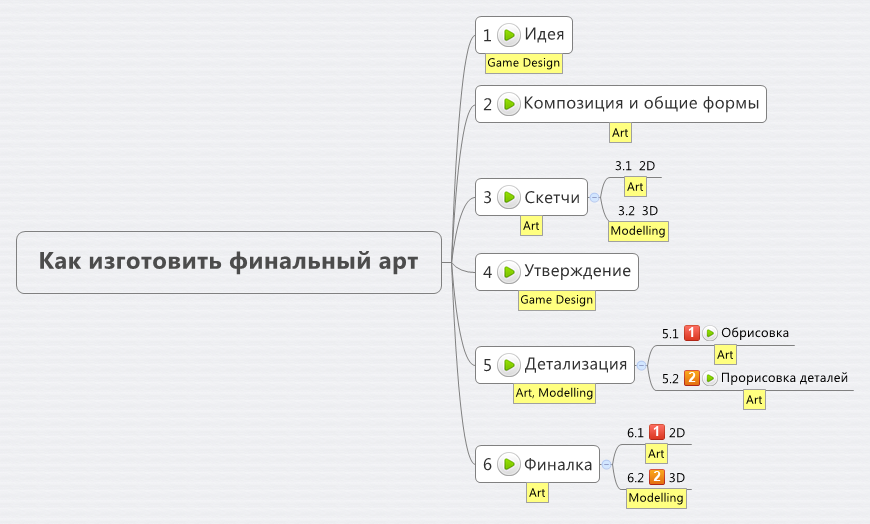 Как изготовить финальный арт
1 Идея
Game Design
2 Композиция и общие формы
Art
3 Скетчи
Art
3.1 2D
Art
3.2 3D
Modelling
4 Утверждение
Game Design
5 Детализация
Art, Modelling
5.1 1 Обрисовка
Art
5.2 2 Прорисовка деталей
Art
6 Финалка
Art
6.1 1 2D
Art
6.2 2 3D
Modelling